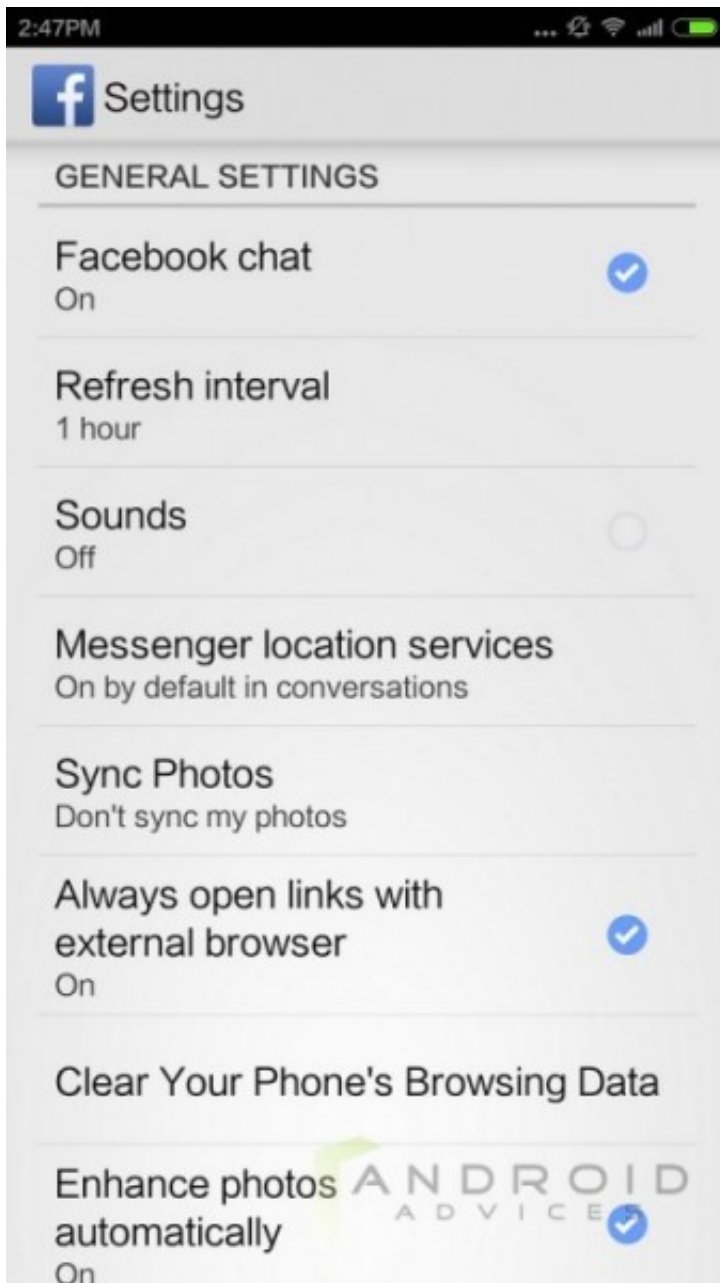 2:47PM
...
f Settings
GENERAL SETTINGS
Facebook chat
On
Refresh interval
1 hour
Sounds
Off
Messenger location services
On by default in conversations
Sync Photos
Don't sync my photos
Always open links with
external browser
On
Clear Your Phone's Browsing Data
Enhance photos
automatically
On
ANDROID
ADVICES